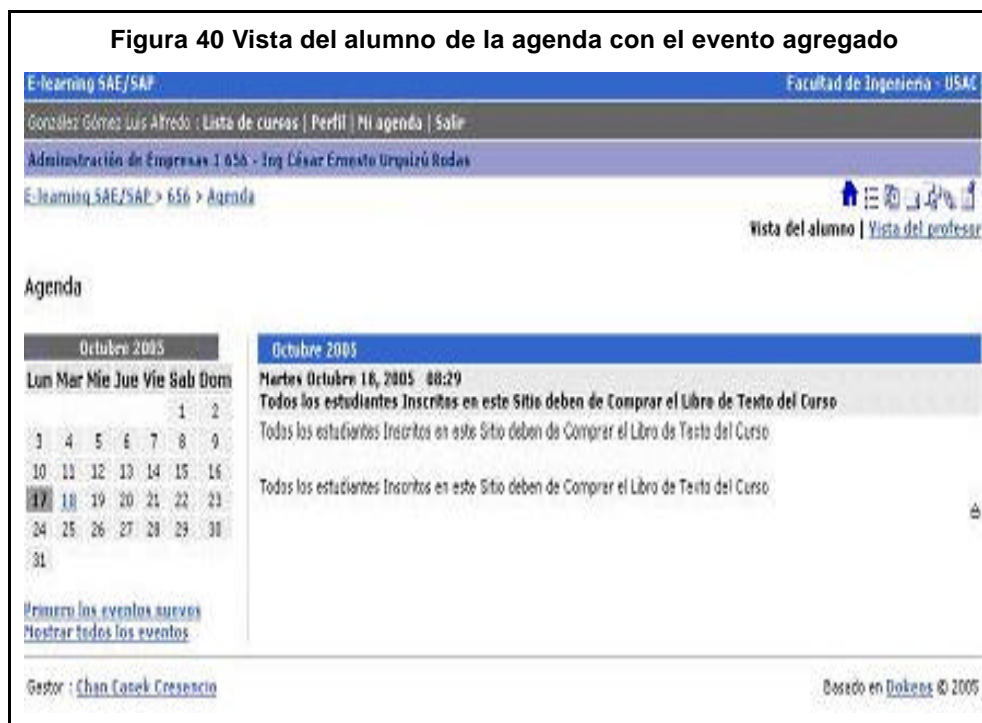 Figura 40 Vista del alumno de la agenda con el evento agregado
E-learning SAE/SAP Facultad de Ingeniería - USAC
González Gómez Luis Alfredo : Lista de cursos | Perfil | Mi agenda | Salir
Administración de Empresas 1 656 - Ing César Ernesto Urquizú Rodas
E-learning SAE/SAP > 656 > Agenda
Vista del alumno | Vista del profesor
Agenda
Octubre 2005
Lun Mar Mie Jue Vie Sab Dom
1 2
3 4 5 6 7 8 9
10 11 12 13 14 15 16
17 18 19 20 21 22 23
24 25 26 27 28 29 30
31
Primero los eventos nuevos
Mostrar todos los eventos
Octubre 2005
Martes Octubre 18, 2005 08:29
Todos los estudiantes Inscritos en este Sitio deben de Comprar el Libro de Texto del Curso
Todos los estudiantes Inscritos en este Sitio deben de Comprar el Libro de Texto del Curso
Todos los estudiantes Inscritos en este Sitio deben de Comprar el Libro de Texto del Curso
Gestor : Chan Canek Cresencio
Basado en Dokeos © 2005